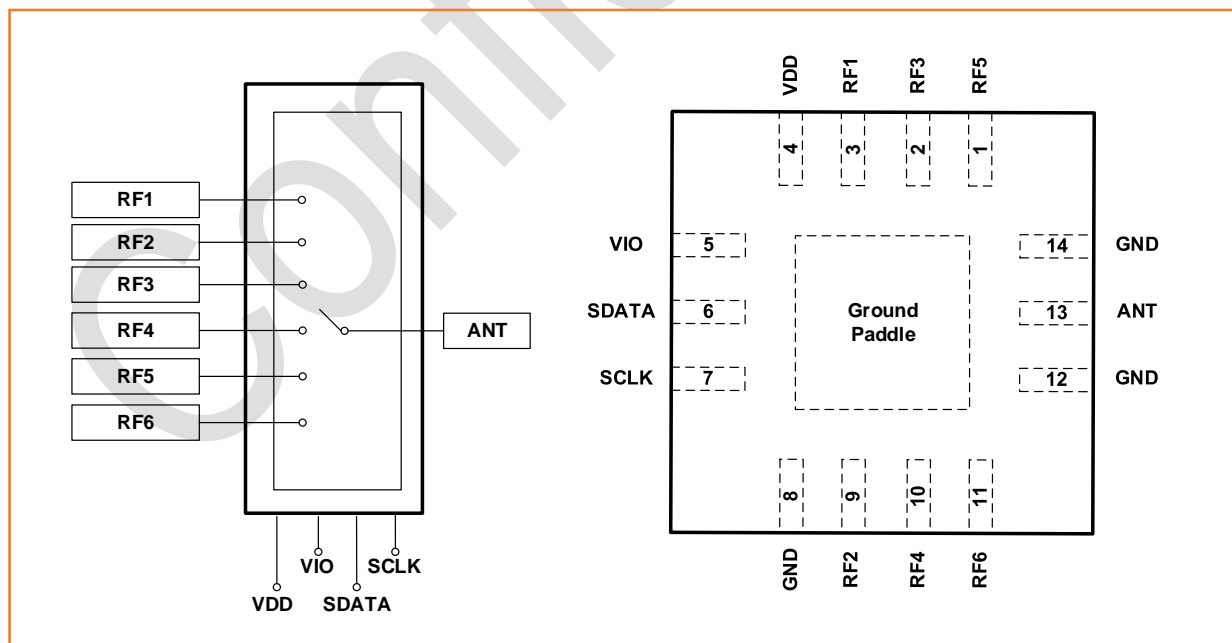 Confi
RF1
RF2
RF3
RF4
RF5
RF6
ANT
VDD
VIO
SDATA
SCLK
VDD
RF1
RF3
RF5
4
3
2
1
VIO
5
14
GND
SDATA
6
Ground
Paddle
13
ANT
SCLK
7
12
GND
8
9
10
11
GND
RF2
RF4
RF6